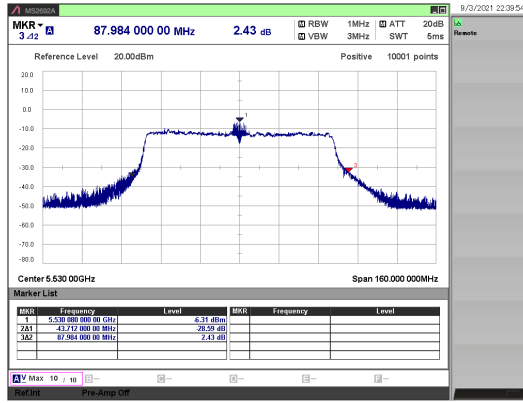 MS2692A
9/3/2021 22:39:54
MKR 87.984 000 00 MHz 2.43 dB RBW 1MHz ATT 20dB
3 Δ2 A VBW 3MHz SWT 5ms
Remote
Reference Level 20.00dBm Positive 10001 points
20.0
10.0
0.0
1
-10.0
-20.0
-30.0
3
-40.0
-50.0
-60.0
-70.0
-80.0
Center 5.530 00GHz Span 160.000 000MHz
Marker List
MKR Frequency Level MKR Frequency Level
1 5.530 080 000 00 GHz -6.31 dBm
2Δ1 -43.712 000 00 MHz -28.59 dB
3Δ2 87.984 000 00 MHz 2.43 dB
A V Max 10 / 10 B-- C-- D-- E-- F--
Ref.Int Pre-Amp Off